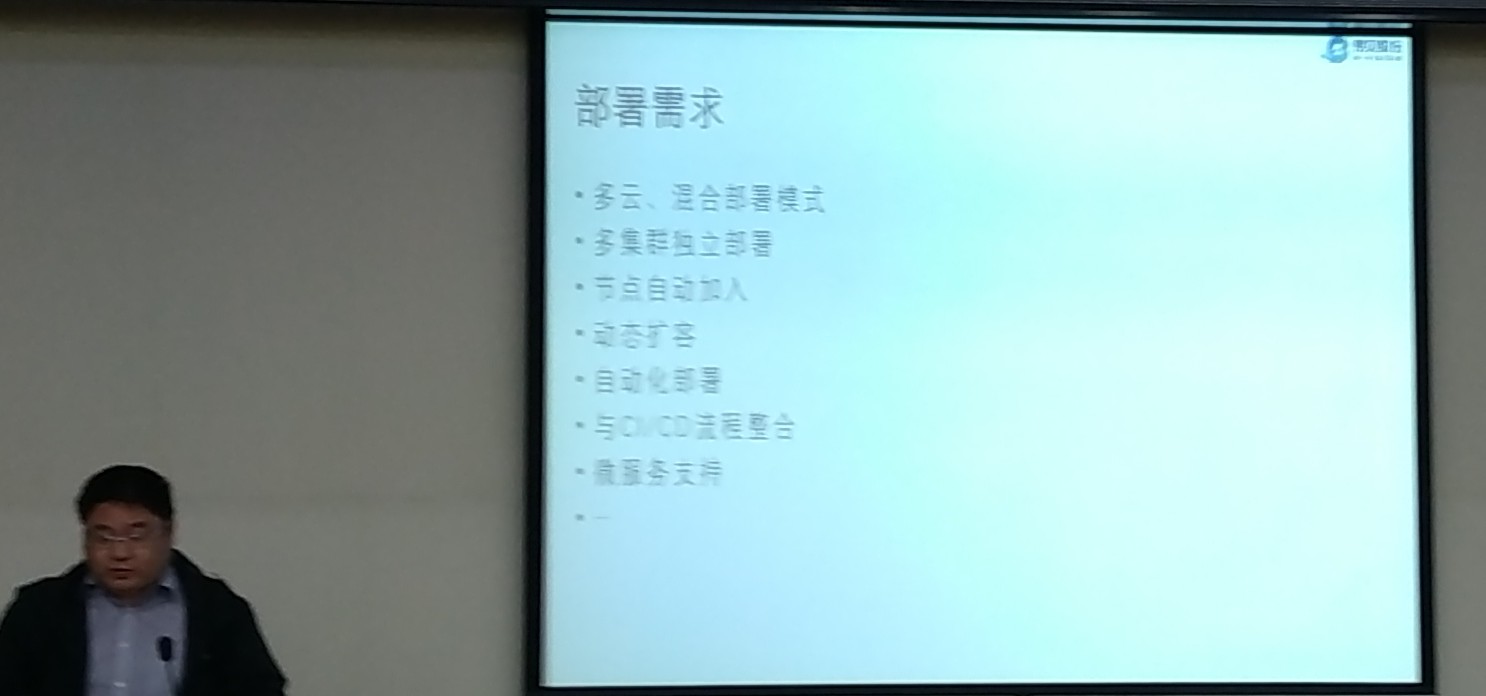 部署需求
• 多云、混合部署模式
• 多集群独立部署
• 节点自动加入
• 动态扩容
• 自动化部署
• 与CI/CD流程整合
• 微服务支持
• ...